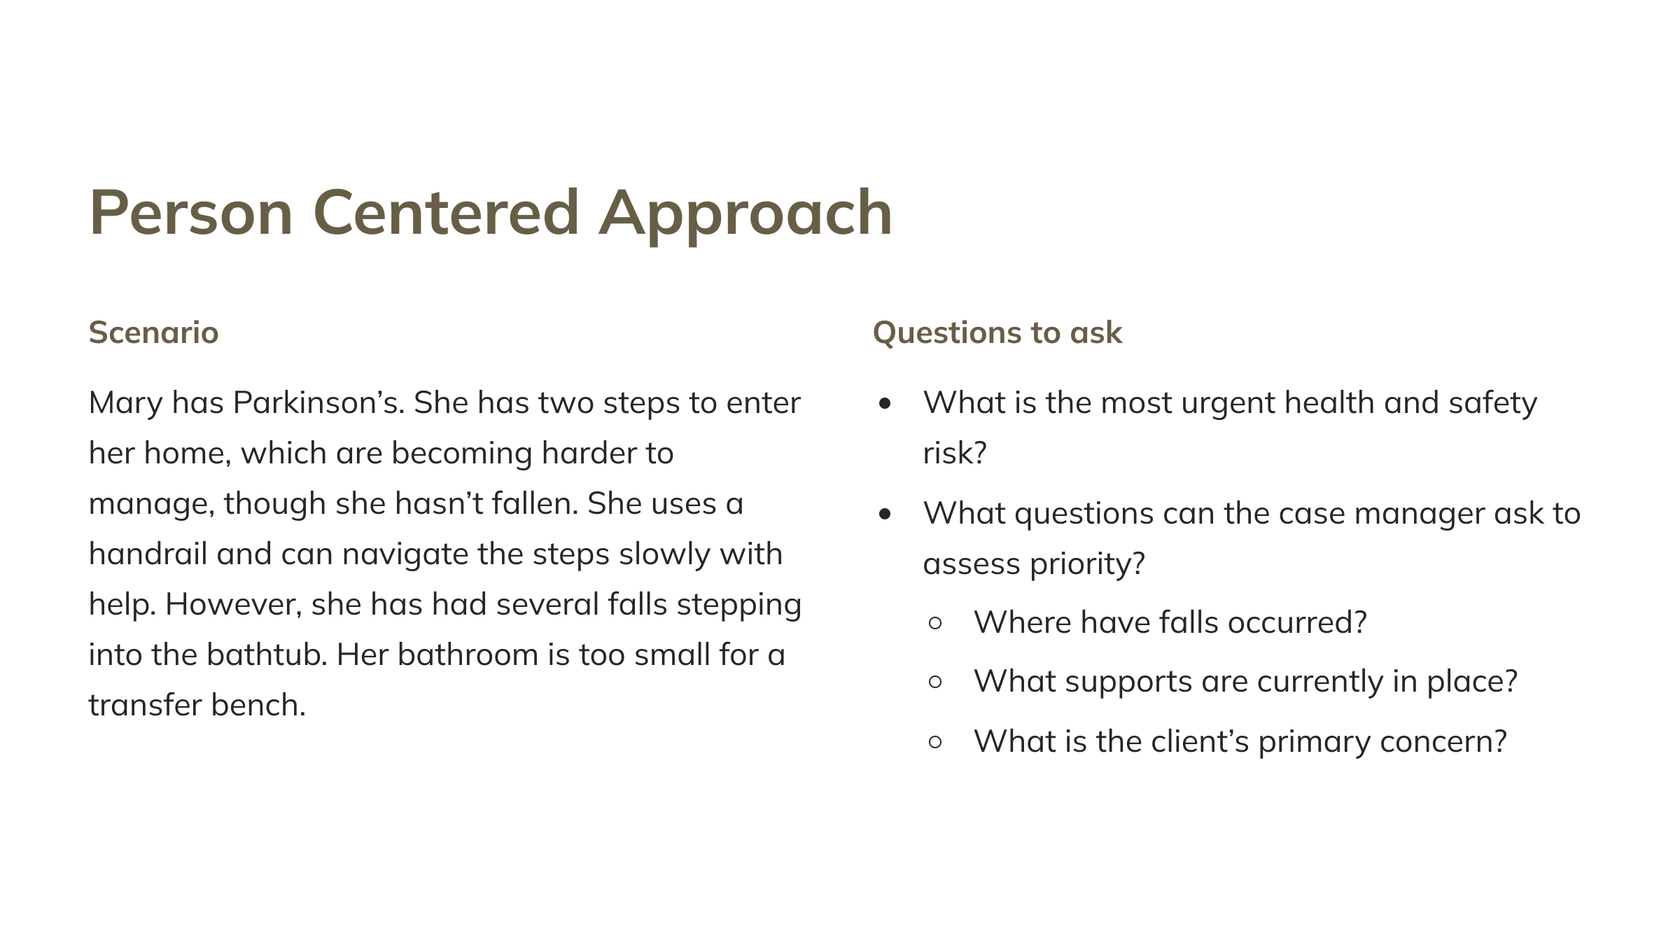 Person Centered Approach
Scenario
Mary has Parkinson’s. She has two steps to enter
her home, which are becoming harder to
manage, though she hasn’t fallen. She uses a
handrail and can navigate the steps slowly with
help. However, she has had several falls stepping
into the bathtub. Her bathroom is too small for a
transfer bench.
Questions to ask
• What is the most urgent health and safety
risk?
• What questions can the case manager ask to
assess priority?
○ Where have falls occurred?
○ What supports are currently in place?
○ What is the client’s primary concern?